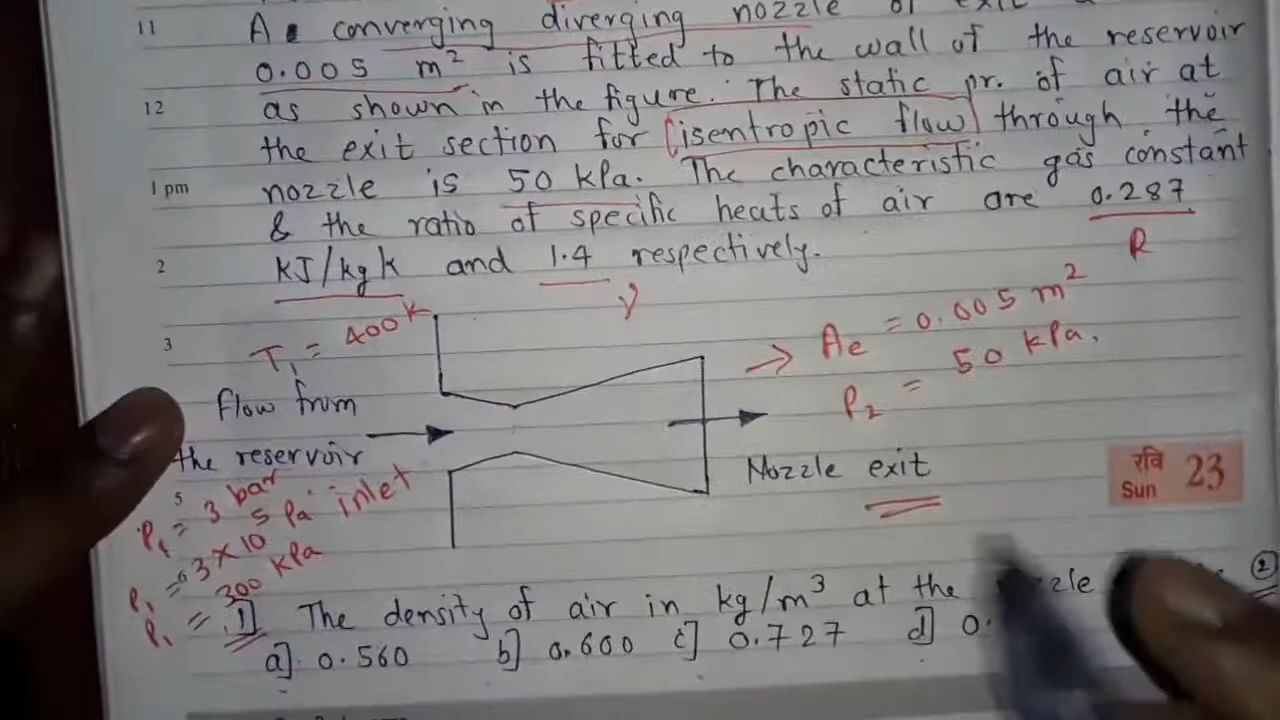 11
A converging diverging nozzle of exit
0.005 m² is fitted to the wall of the reservoir
12
as shown in the figure. The static pr. of air at
the exit section for [isentropic flow] through the
1 pm
nozzle is 50 kPa. The characteristic gas constant
& the ratio of specific heats of air are 0.287
R
2
KJ/kg K and 1.4 respectively.
γ
3
T₁ = 400 K
→ Ae = 0.005 m²
P₂ = 50 kPa.
Flow from
the reservoir
Nozzle exit
5
P₁ = 3 bar
inlet
P₁ = 3 × 10⁵ Pa
6
P₁ = 300 kPa
रवि
Sun 23
1] The density of air in kg/m³ at the
2
a] 0.560 b] 0.600 c] 0.727 d] 0.